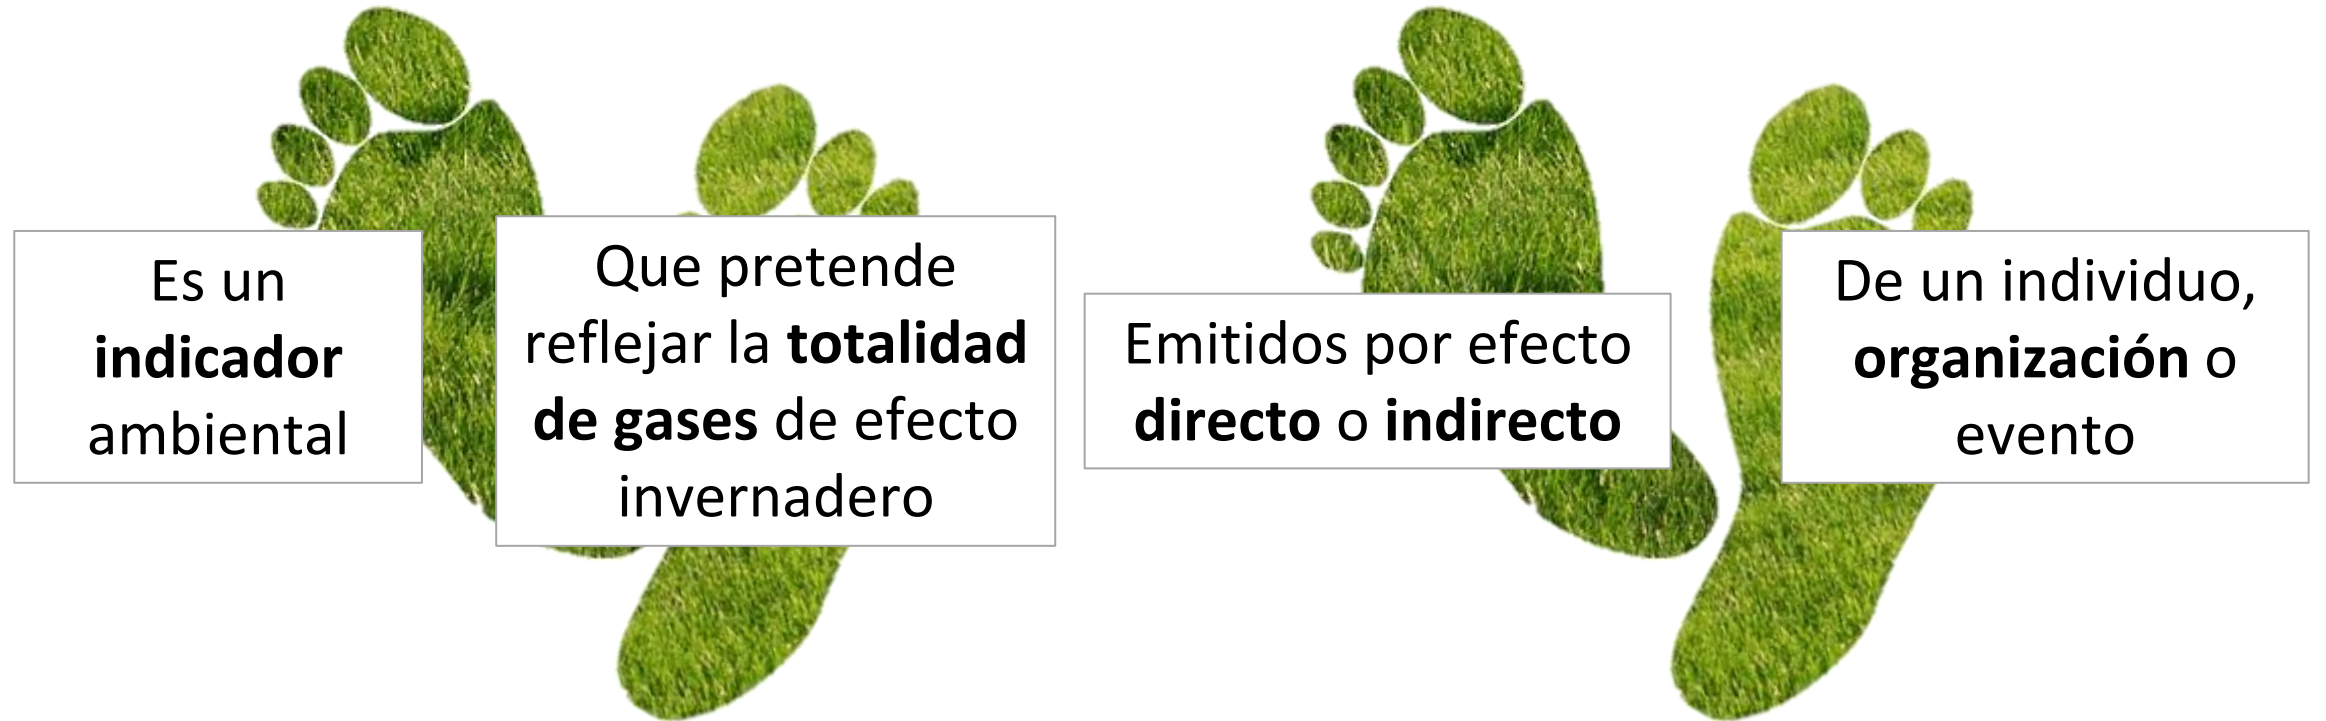 Es un
indicador
ambiental
Que pretende
reflejar la totalidad
de gases de efecto
invernadero
Emitidos por efecto
directo o indirecto
De un individuo,
organización o
evento